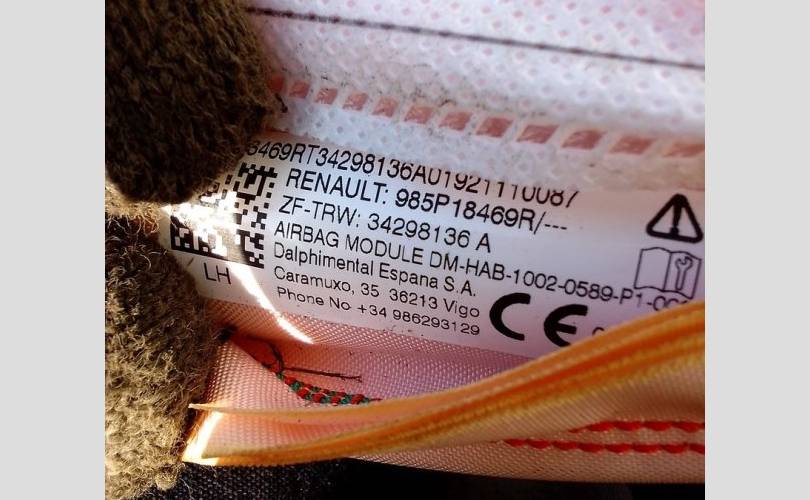 3469RT34298136A01921110087
RENAULT: 985P18469R/---
ZF-TRW: 34298136 A
AIRBAG MODULE DM-HAB-1002-0589-P1-00
Dalphimental Espana S.A.
Caramuxo, 35 36213 Vigo
Phone No +34 986293129
LH
CE